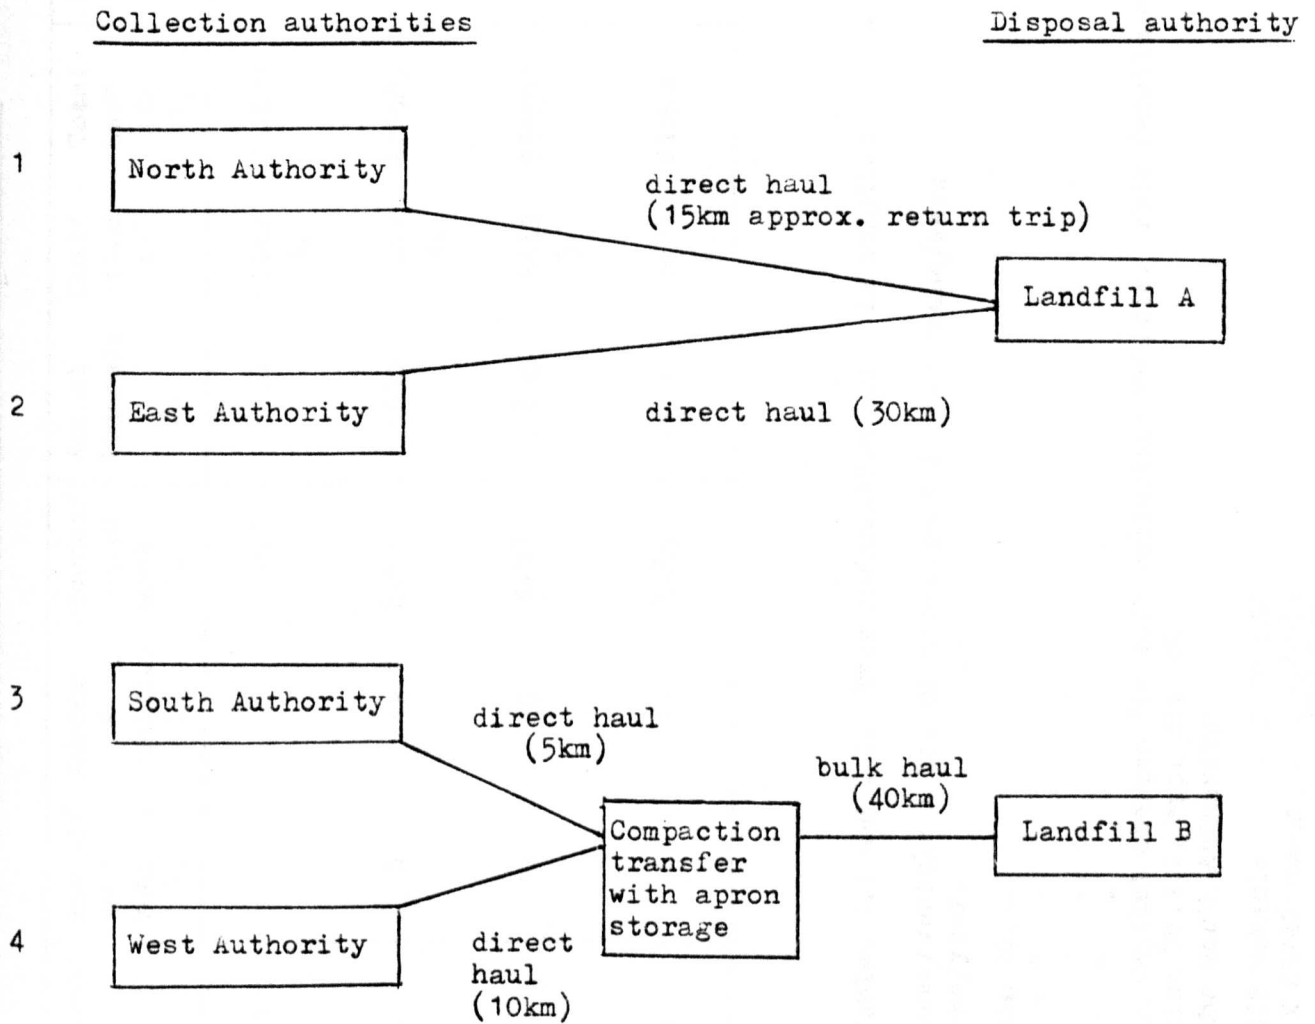 Collection authorities
Disposal authority
1
North Authority
direct haul
(15km approx. return trip)
Landfill A
2
East Authority
direct haul (30km)
3
South Authority
direct haul
(5km)
bulk haul
(40km)
Compaction
transfer
with apron
storage
Landfill B
4
West Authority
direct
haul
(10km)